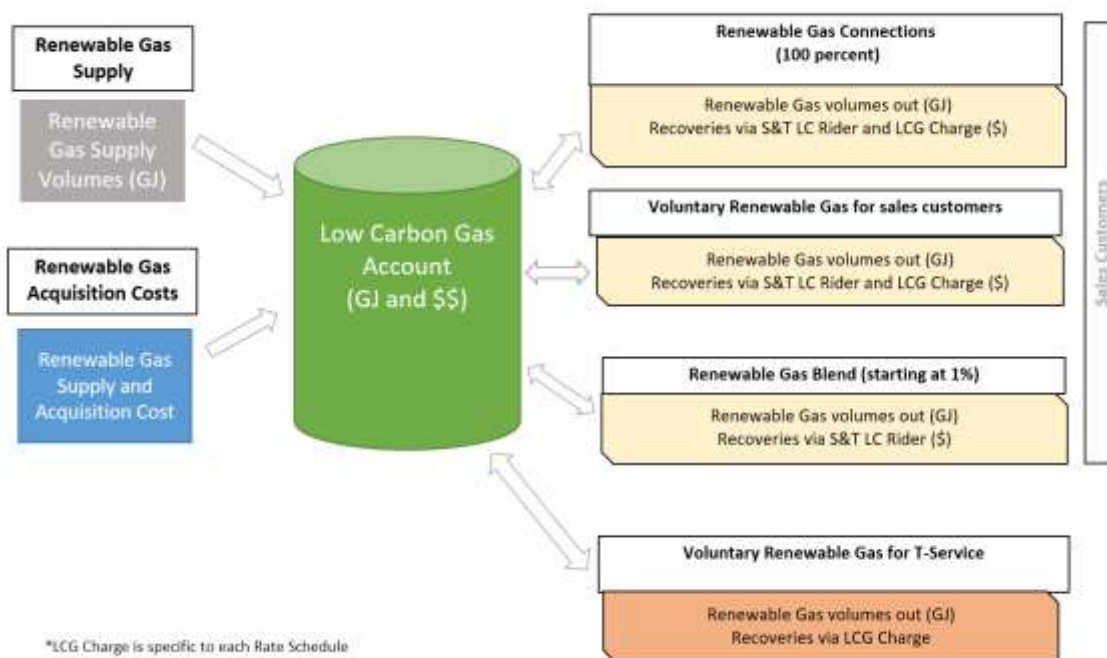 Renewable Gas
Supply
Renewable
Gas Supply
Volumes (GJ)
Renewable Gas
Acquisition Costs
Renewable Gas
Supply and
Acquisition Cost
Low Carbon Gas
Account
(GJ and $$)
Renewable Gas Connections
(100 percent)
Renewable Gas volumes out (GJ)
Recoveries via S&T LC Rider and LCG Charge ($)
Voluntary Renewable Gas for sales customers
Renewable Gas volumes out (GJ)
Recoveries via S&T LC Rider and LCG Charge ($)
Renewable Gas Blend (starting at 1%)
Renewable Gas volumes out (GJ)
Recoveries via S&T LC Rider ($)
Sales Customers
Voluntary Renewable Gas for T-Service
Renewable Gas volumes out (GJ)
Recoveries via LCG Charge
*LCG Charge is specific to each Rate Schedule